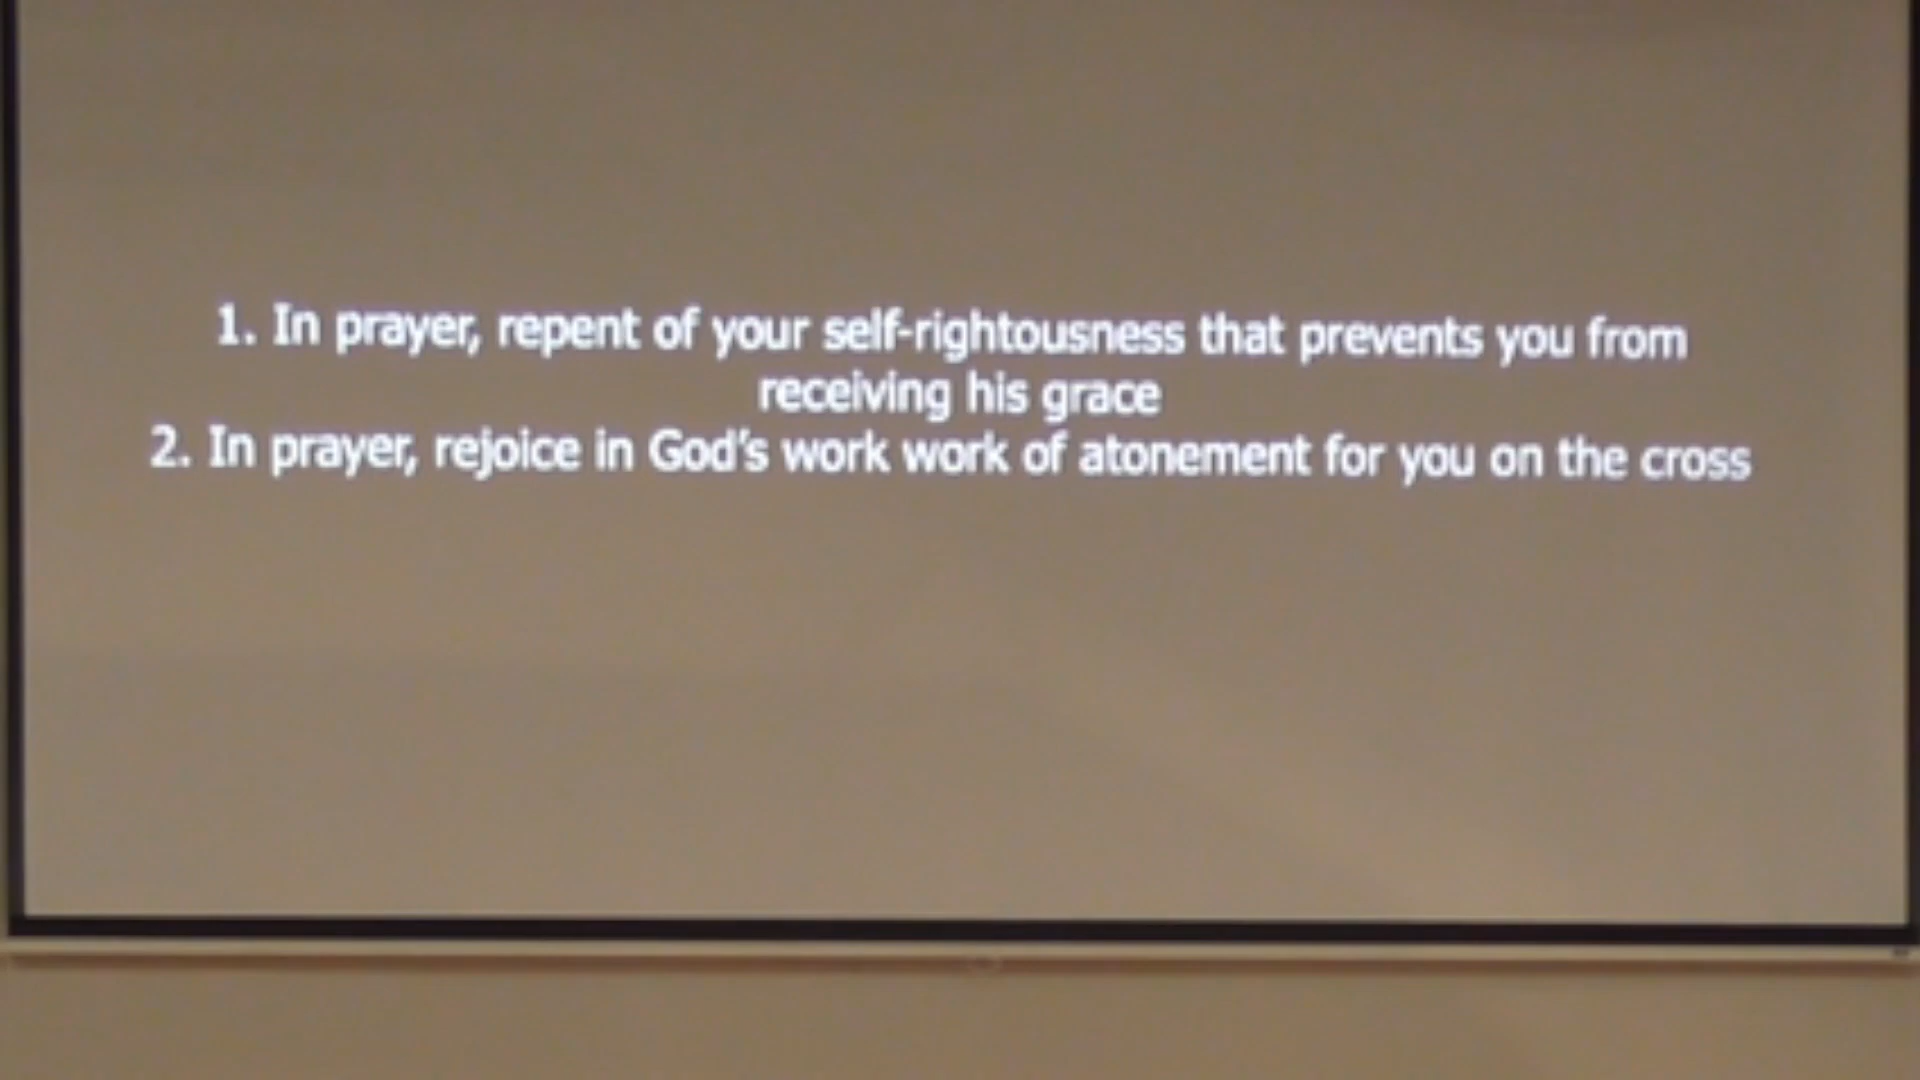 1. In prayer, repent of your self-rightousness that prevents you from
receiving his grace
2. In prayer, rejoice in God's work work of atonement for you on the cross